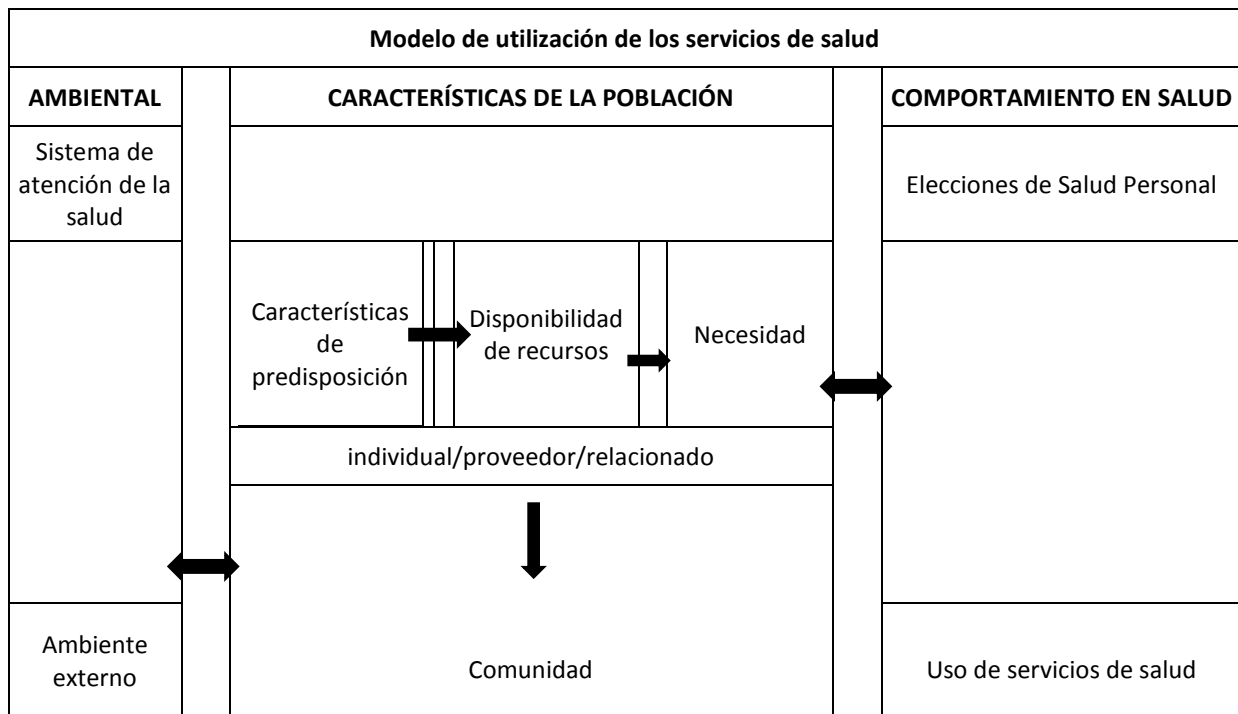 Modelo de utilización de los servicios de salud
AMBIENTAL
CARACTERÍSTICAS DE LA POBLACIÓN
COMPORTAMIENTO EN SALUD
Sistema de
atención de la
salud
Elecciones de Salud Personal
Características
de
predisposición
Disponibilidad
de recursos
Necesidad
individual/proveedor/relacionado
Ambiente
externo
Comunidad
Uso de servicios de salud